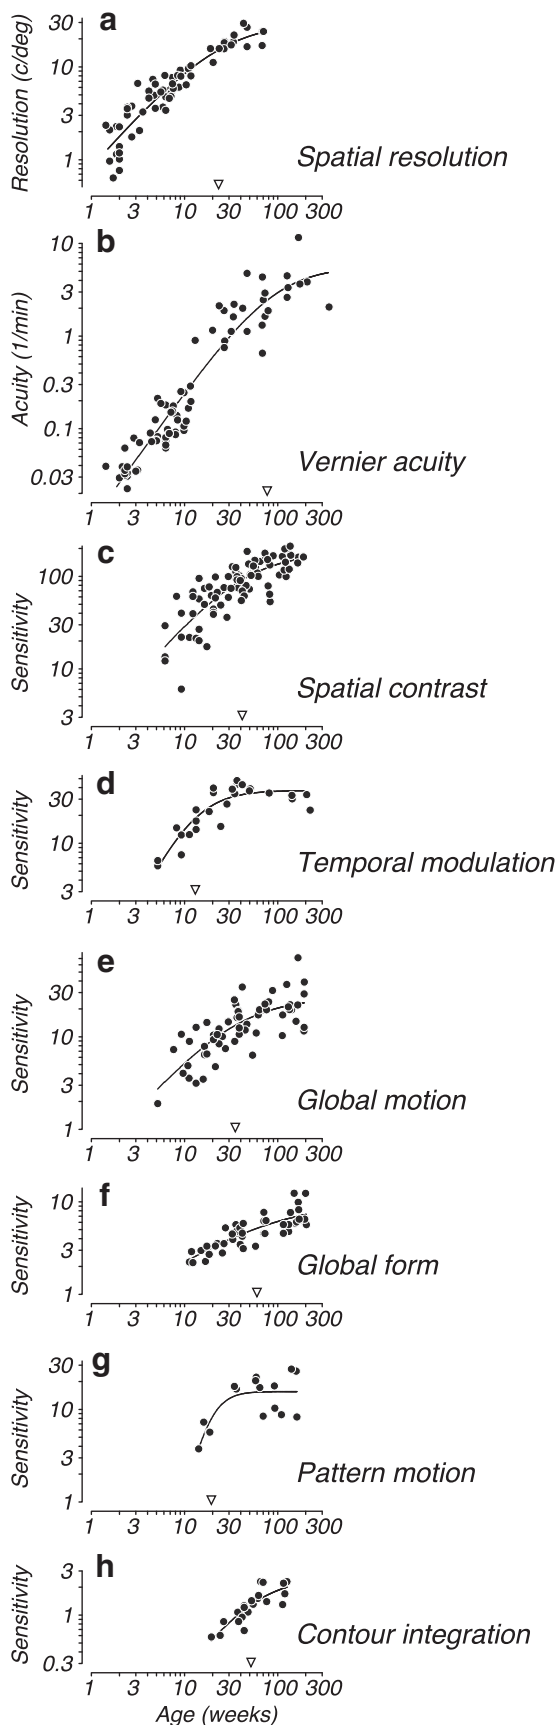 a
Resolution (c/deg)
30
10
3
1
Spatial resolution
1 3 10 30 100 300
b
Acuity (1/min)
10
3
1
0.3
0.1
0.03
Vernier acuity
1 3 10 30 100 300
c
Sensitivity
100
30
10
3
Spatial contrast
1 3 10 30 100 300
d
Sensitivity
30
10
3
Temporal modulation
1 3 10 30 100 300
e
Sensitivity
30
10
3
1
Global motion
1 3 10 30 100 300
f
Sensitivity
10
3
1
Global form
1 3 10 30 100 300
g
Sensitivity
30
10
3
1
Pattern motion
1 3 10 30 100 300
h
Sensitivity
3
1
0.3
Contour integration
1 3 10 30 100 300
Age (weeks)